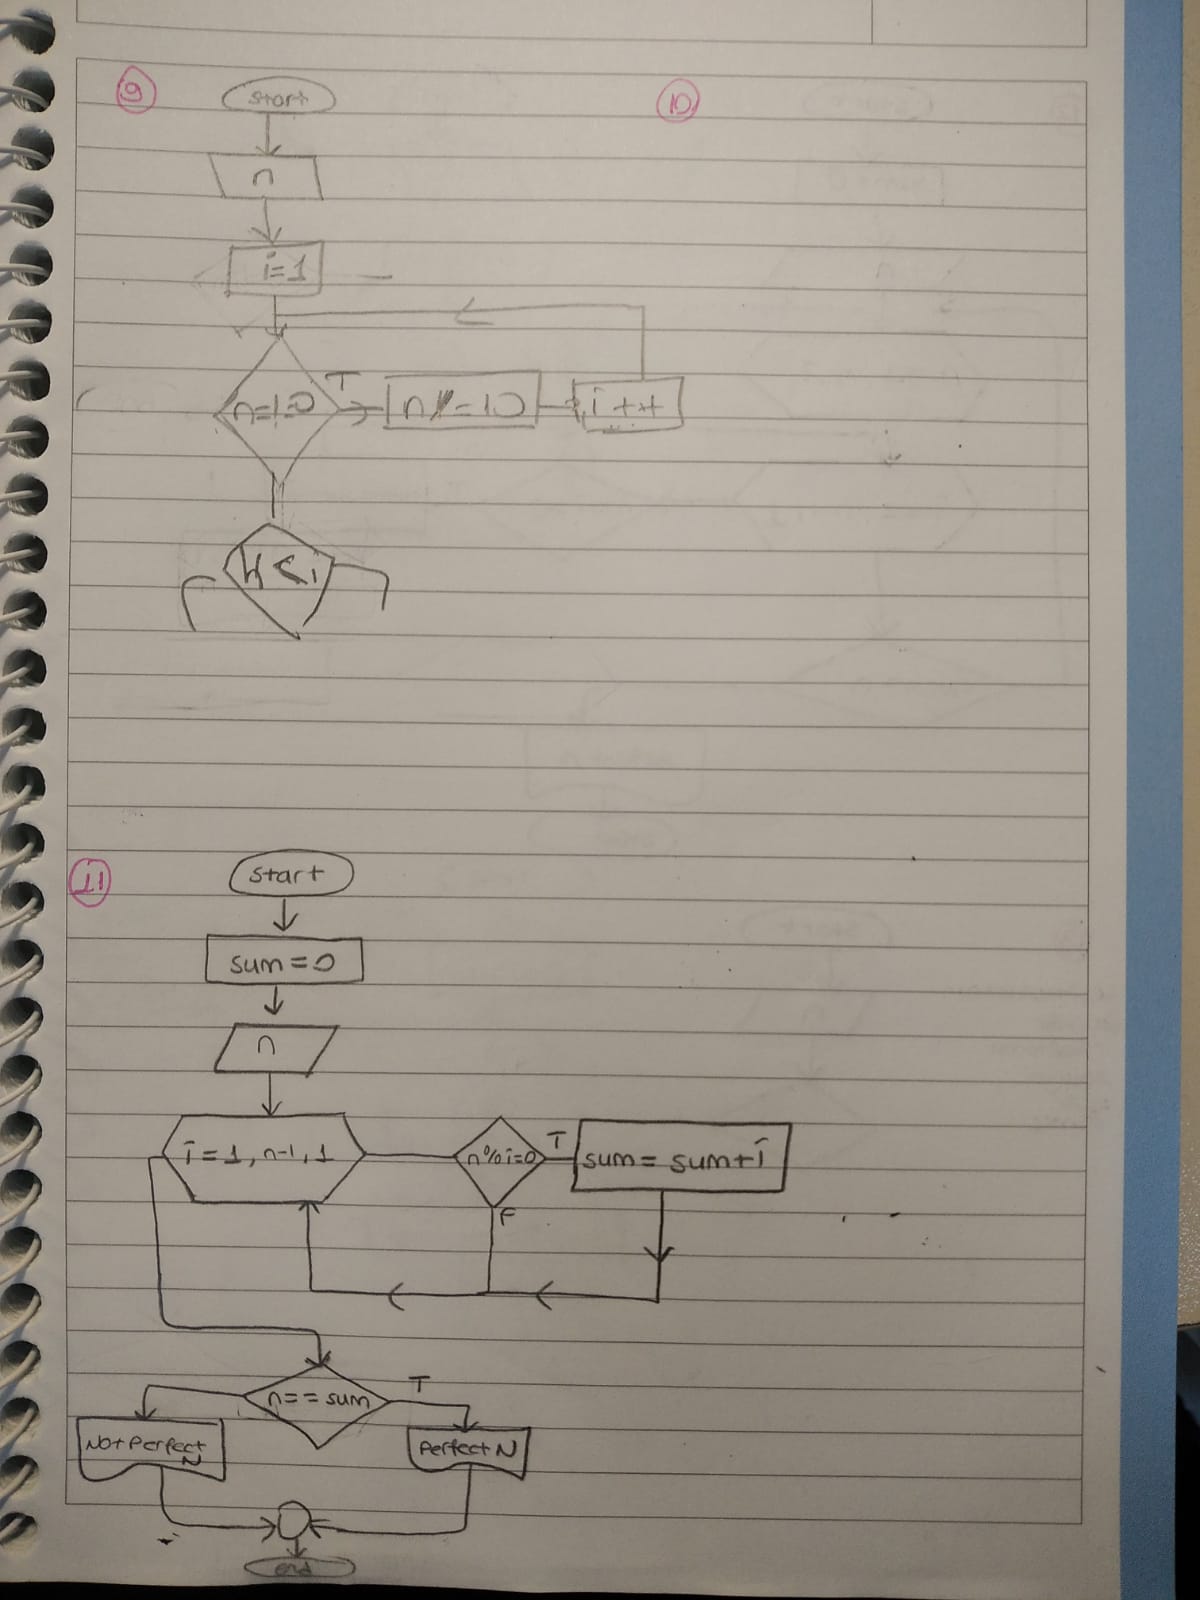 9
start
n
i=1
n=!=0
T
n/=10
i++
K<i
10
11
start
sum=0
n
i=1, n-1, 1
n%i=0
T
sum= sum+i
F
n==sum
T
Not Perfect
N
Perfect N
end